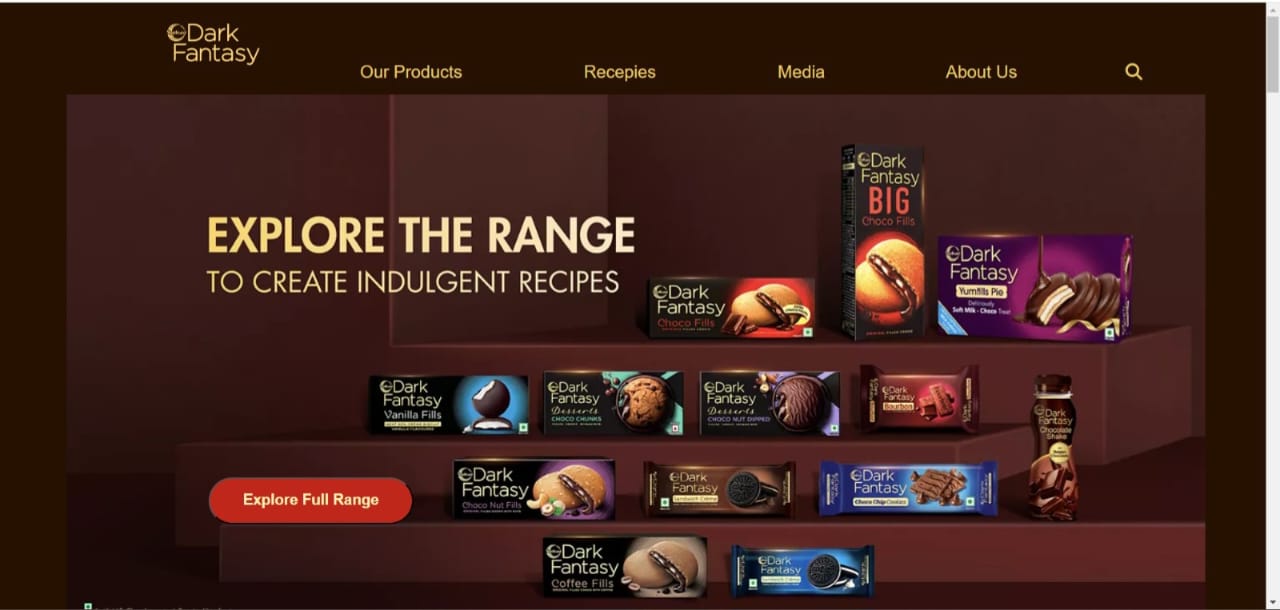 Dark
Fantasy
Our Products
Recepies
Media
About Us
EXPLORE THE RANGE
TO CREATE INDULGENT RECIPES
Dark
Fantasy
BIG
Choco Fills
Dark
Fantasy
Yumfills Pie
Deliciously
Soft Milk - Choco Treat
Dark
Fantasy
Choco Fills
Dark
Fantasy
Vanilla Fills
Dark
Fantasy
Desserts
CHOCO CHUNKS
Dark
Fantasy
Desserts
CHOCO NUT DIPPED
Dark
Fantasy
Bourbon
Dark
Fantasy
Chocolate
Shake
Explore Full Range
Dark
Fantasy
Choco Nut Fills
Dark
Fantasy
Sandwich Crème
Dark
Fantasy
Choco Chip Cookies
Dark
Fantasy
Coffee Fills
Dark
Fantasy
Sandwich Crème